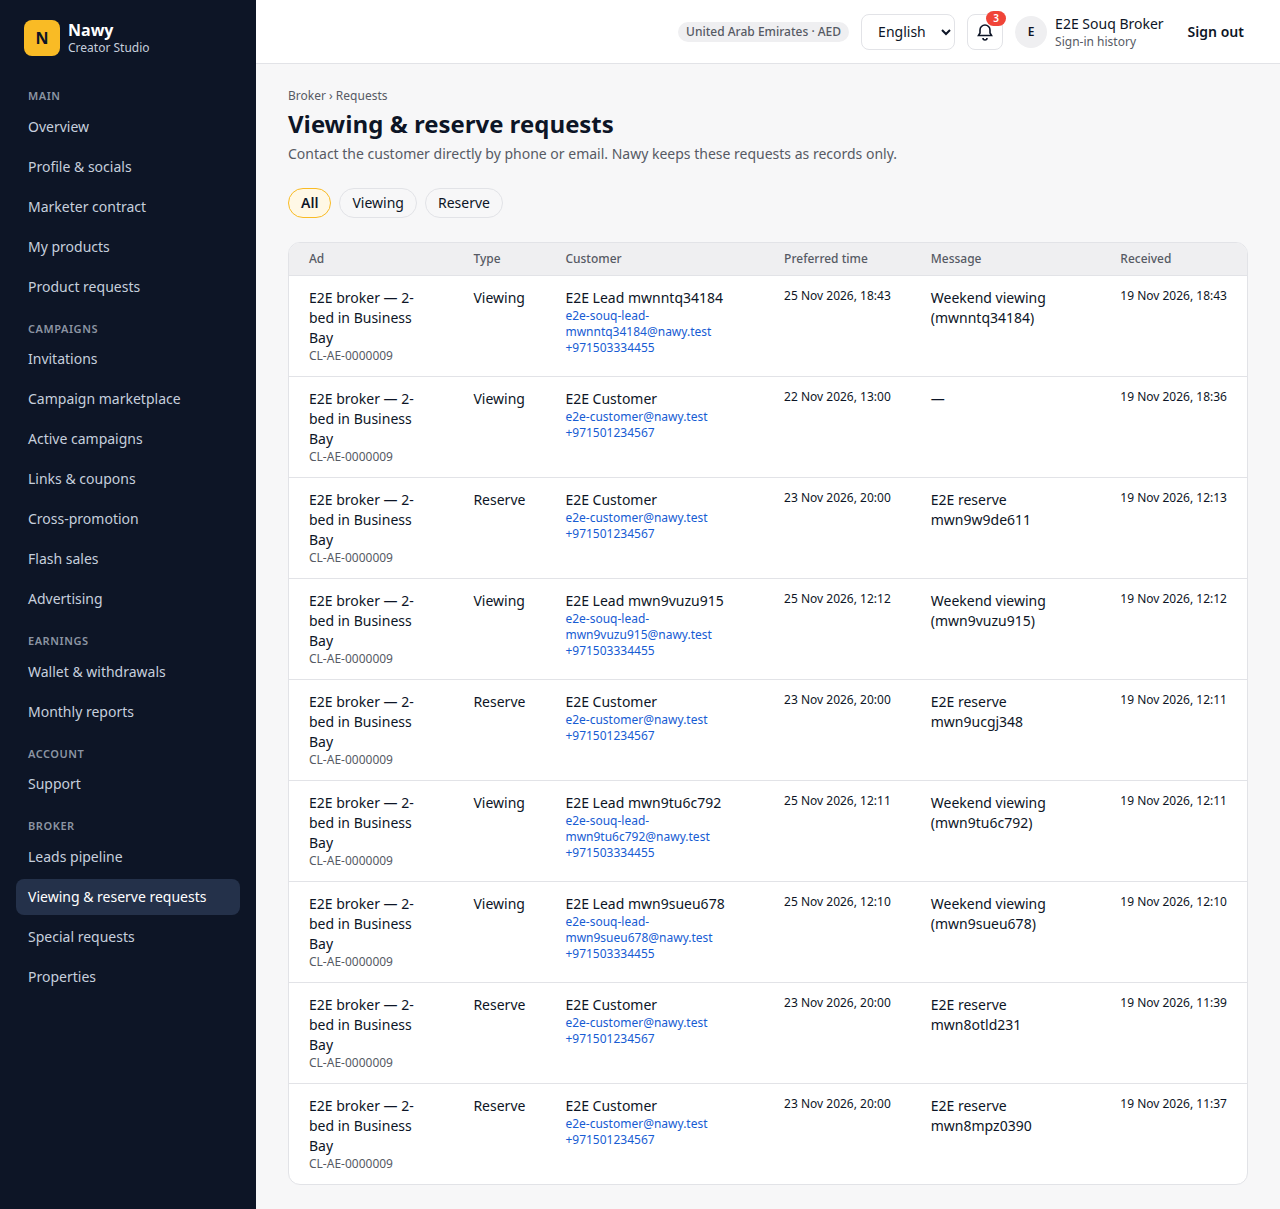 N
Nawy
Creator Studio
MAIN
Overview
Profile & socials
Marketer contract
My products
Product requests
CAMPAIGNS
Invitations
Campaign marketplace
Active campaigns
Links & coupons
Cross-promotion
Flash sales
Advertising
EARNINGS
Wallet & withdrawals
Monthly reports
ACCOUNT
Support
BROKER
Leads pipeline
Viewing & reserve requests
Special requests
Properties
United Arab Emirates · AED
English
3
E
E2E Souq Broker
Sign-in history
Sign out
Broker › Requests
Viewing & reserve requests
Contact the customer directly by phone or email. Nawy keeps these requests as records only.
All
Viewing
Reserve
Ad
Type
Customer
Preferred time
Message
Received
E2E broker — 2-
bed in Business
Bay
CL-AE-0000009
Viewing
E2E Lead mwnntq34184
e2e-souq-lead-
mwnntq34184@nawy.test
+971503334455
25 Nov 2026, 18:43
Weekend viewing
(mwnntq34184)
19 Nov 2026, 18:43
E2E broker — 2-
bed in Business
Bay
CL-AE-0000009
Viewing
E2E Customer
e2e-customer@nawy.test
+971501234567
22 Nov 2026, 13:00
—
19 Nov 2026, 18:36
E2E broker — 2-
bed in Business
Bay
CL-AE-0000009
Reserve
E2E Customer
e2e-customer@nawy.test
+971501234567
23 Nov 2026, 20:00
E2E reserve
mwn9w9de611
19 Nov 2026, 12:13
E2E broker — 2-
bed in Business
Bay
CL-AE-0000009
Viewing
E2E Lead mwn9vuzu915
e2e-souq-lead-
mwn9vuzu915@nawy.test
+971503334455
25 Nov 2026, 12:12
Weekend viewing
(mwn9vuzu915)
19 Nov 2026, 12:12
E2E broker — 2-
bed in Business
Bay
CL-AE-0000009
Reserve
E2E Customer
e2e-customer@nawy.test
+971501234567
23 Nov 2026, 20:00
E2E reserve
mwn9ucgj348
19 Nov 2026, 12:11
E2E broker — 2-
bed in Business
Bay
CL-AE-0000009
Viewing
E2E Lead mwn9tu6c792
e2e-souq-lead-
mwn9tu6c792@nawy.test
+971503334455
25 Nov 2026, 12:11
Weekend viewing
(mwn9tu6c792)
19 Nov 2026, 12:11
E2E broker — 2-
bed in Business
Bay
CL-AE-0000009
Viewing
E2E Lead mwn9sueu678
e2e-souq-lead-
mwn9sueu678@nawy.test
+971503334455
25 Nov 2026, 12:10
Weekend viewing
(mwn9sueu678)
19 Nov 2026, 12:10
E2E broker — 2-
bed in Business
Bay
CL-AE-0000009
Reserve
E2E Customer
e2e-customer@nawy.test
+971501234567
23 Nov 2026, 20:00
E2E reserve
mwn8otld231
19 Nov 2026, 11:39
E2E broker — 2-
bed in Business
Bay
CL-AE-0000009
Reserve
E2E Customer
e2e-customer@nawy.test
+971501234567
23 Nov 2026, 20:00
E2E reserve
mwn8mpz0390
19 Nov 2026, 11:37